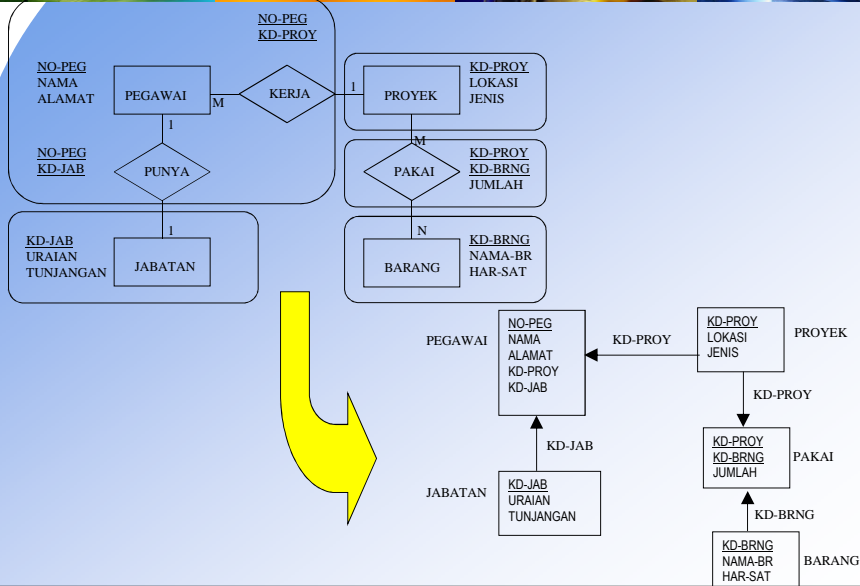 NO-PEG
KD-PROY
NO-PEG
NAMA
ALAMAT
PEGAWAI
M
KERJA
1
PROYEK
KD-PROY
LOKASI
JENIS
1
M
NO-PEG
KD-JAB
PUNYA
PAKAI
KD-PROY
KD-BRNG
JUMLAH
1
N
KD-JAB
URAIAN
TUNJANGAN
JABATAN
BARANG
KD-BRNG
NAMA-BR
HAR-SAT
PEGAWAI
NO-PEG
NAMA
ALAMAT
KD-PROY
KD-JAB
KD-PROY
KD-PROY
LOKASI
JENIS
PROYEK
KD-PROY
KD-JAB
KD-PROY
KD-BRNG
JUMLAH
PAKAI
JABATAN
KD-JAB
URAIAN
TUNJANGAN
KD-BRNG
KD-BRNG
NAMA-BR
HAR-SAT
BARANG